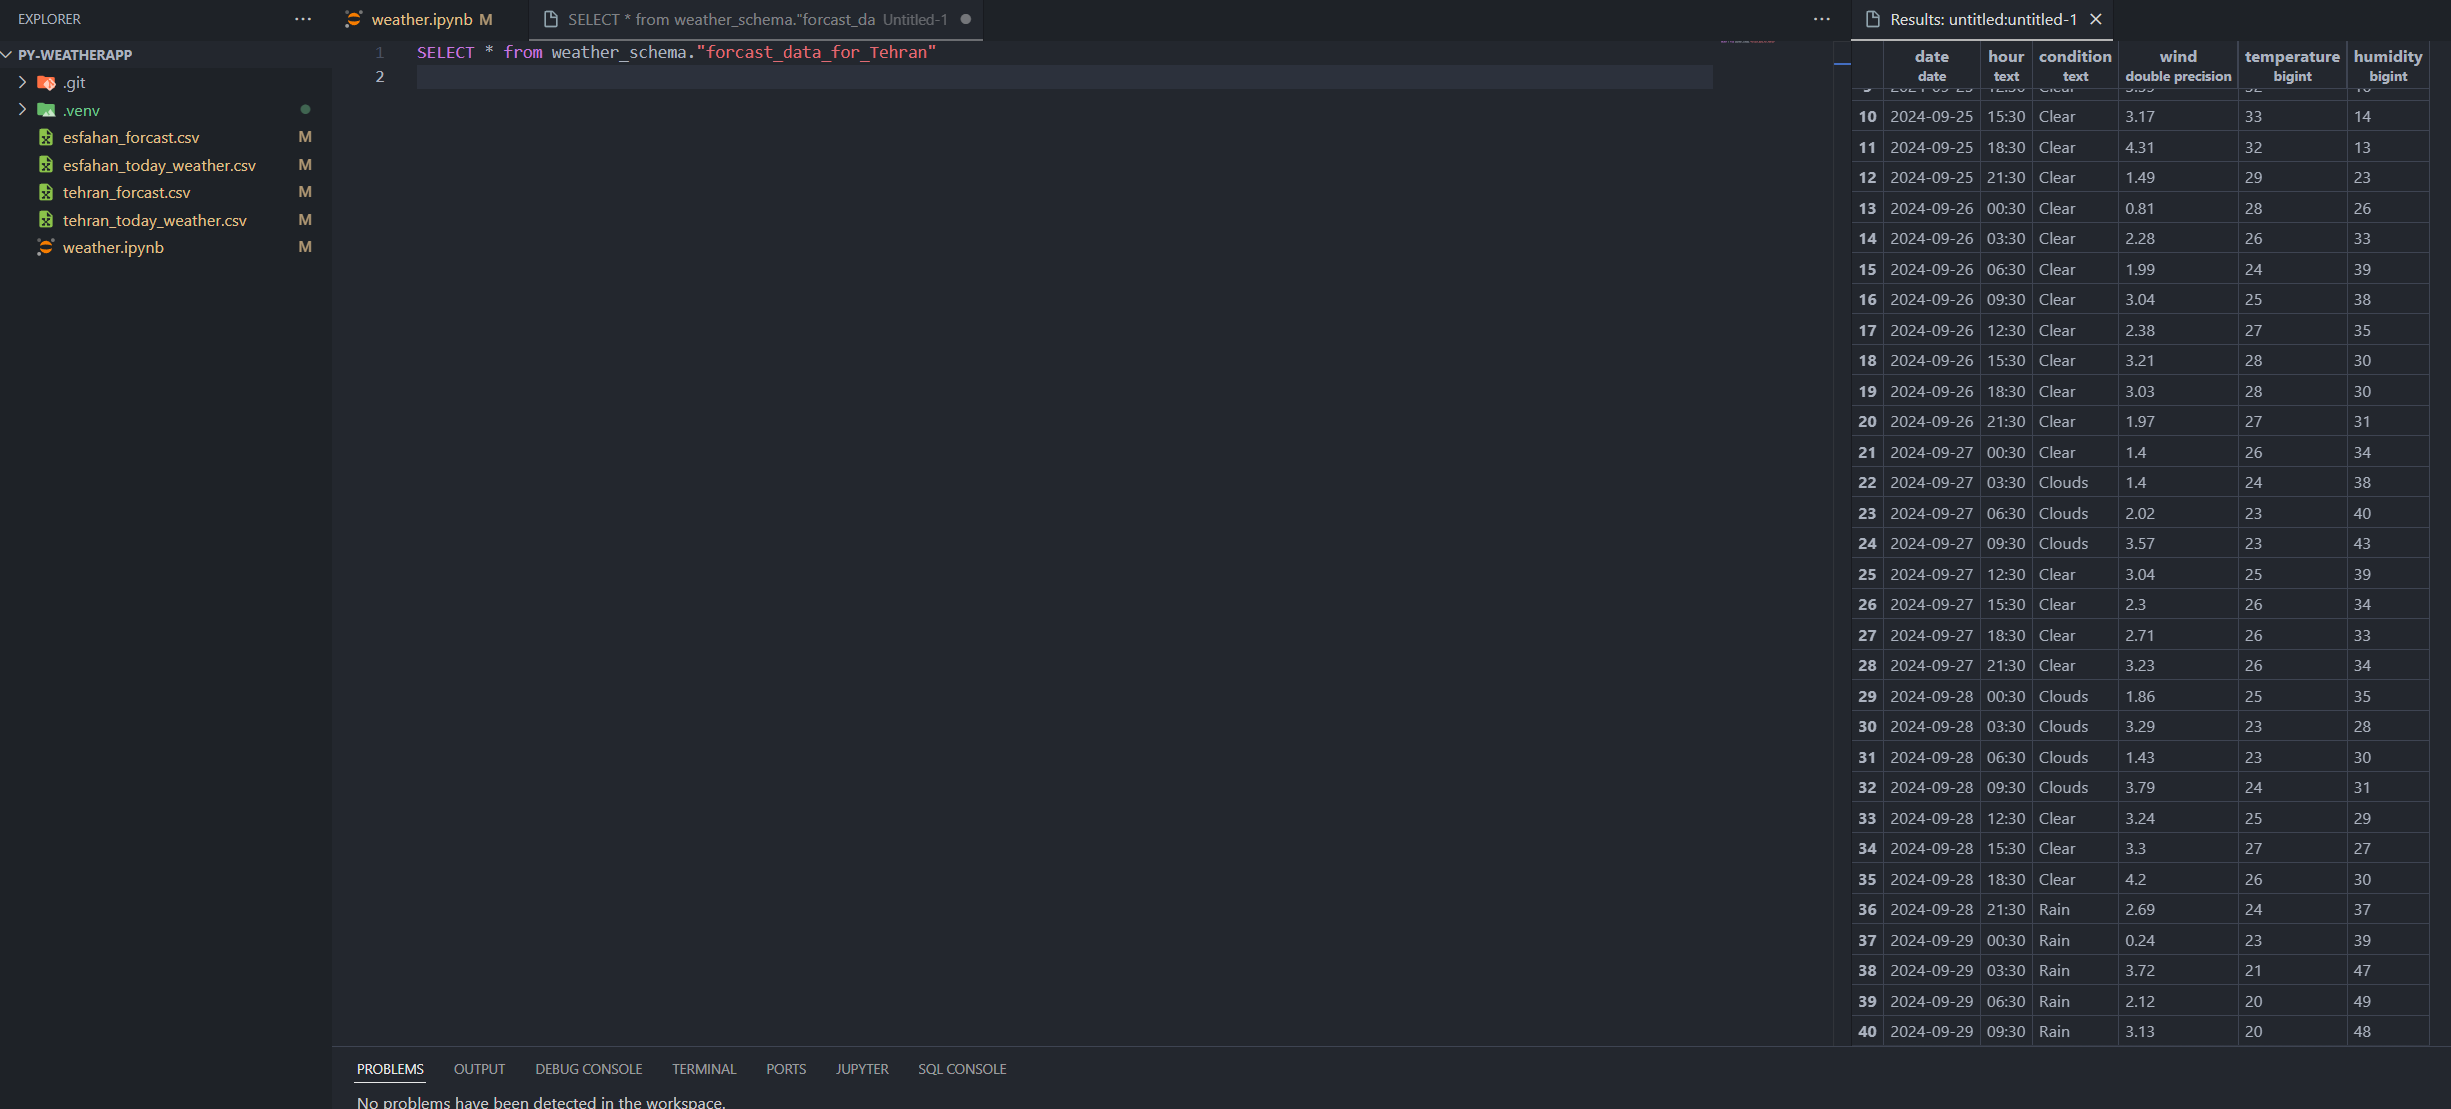 EXPLORER
PY-WEATHERAPP
.git
.venv
esfahan_forcast.csv M
esfahan_today_weather.csv M
tehran_forcast.csv M
tehran_today_weather.csv M
weather.ipynb M
weather.ipynb M
SELECT * from weather_schema."forcast_da Untitled-1
1 SELECT * from weather_schema."forcast_data_for_Tehran"
2
Results: untitled:untitled-1
date hour condition wind temperature humidity
date text text double precision bigint bigint
10 2024-09-25 15:30 Clear 3.17 33 14
11 2024-09-25 18:30 Clear 4.31 32 13
12 2024-09-25 21:30 Clear 1.49 29 23
13 2024-09-26 00:30 Clear 0.81 28 26
14 2024-09-26 03:30 Clear 2.28 26 33
15 2024-09-26 06:30 Clear 1.99 24 39
16 2024-09-26 09:30 Clear 3.04 25 38
17 2024-09-26 12:30 Clear 2.38 27 35
18 2024-09-26 15:30 Clear 3.21 28 30
19 2024-09-26 18:30 Clear 3.03 28 30
20 2024-09-26 21:30 Clear 1.97 27 31
21 2024-09-27 00:30 Clear 1.4 26 34
22 2024-09-27 03:30 Clouds 1.4 24 38
23 2024-09-27 06:30 Clouds 2.02 23 40
24 2024-09-27 09:30 Clouds 3.57 23 43
25 2024-09-27 12:30 Clear 3.04 25 39
26 2024-09-27 15:30 Clear 2.3 26 34
27 2024-09-27 18:30 Clear 2.71 26 33
28 2024-09-27 21:30 Clear 3.23 26 34
29 2024-09-28 00:30 Clouds 1.86 25 35
30 2024-09-28 03:30 Clouds 3.29 23 28
31 2024-09-28 06:30 Clouds 1.43 23 30
32 2024-09-28 09:30 Clouds 3.79 24 31
33 2024-09-28 12:30 Clear 3.24 25 29
34 2024-09-28 15:30 Clear 3.3 27 27
35 2024-09-28 18:30 Clear 4.2 26 30
36 2024-09-28 21:30 Rain 2.69 24 37
37 2024-09-29 00:30 Rain 0.24 23 39
38 2024-09-29 03:30 Rain 3.72 21 47
39 2024-09-29 06:30 Rain 2.12 20 49
40 2024-09-29 09:30 Rain 3.13 20 48
PROBLEMS OUTPUT DEBUG CONSOLE TERMINAL PORTS JUPYTER SQL CONSOLE
No problems have been detected in the workspace.